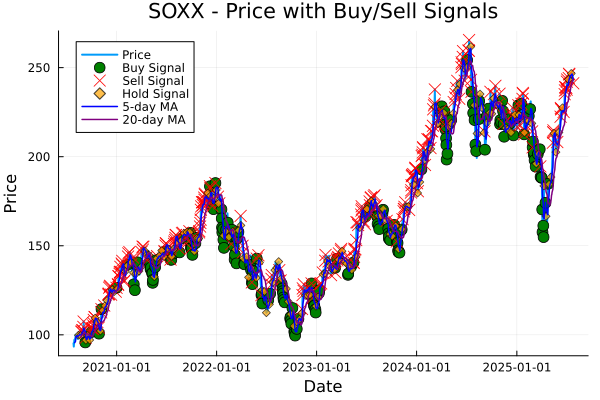 SOXX - Price with Buy/Sell Signals
Price
Buy Signal
Sell Signal
Hold Signal
5-day MA
20-day MA
250
200
150
100
Price
2021-01-01
2022-01-01
2023-01-01
2024-01-01
2025-01-01
Date